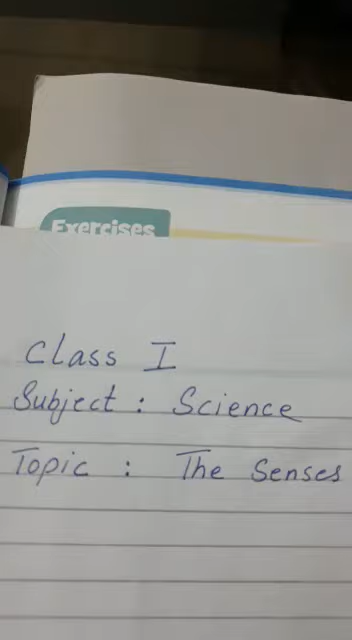 Exercises
Class I
Subject : Science
Topic : The Senses